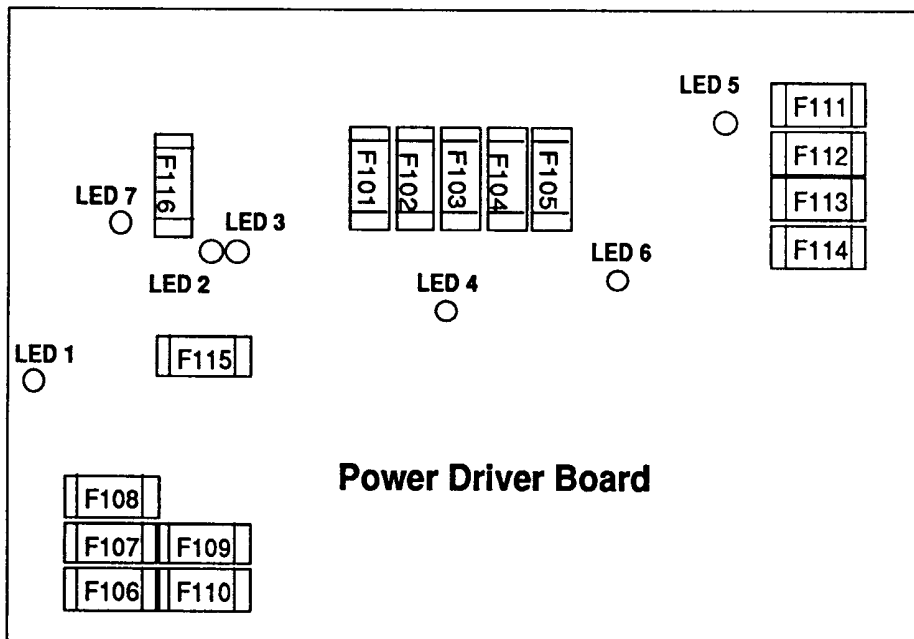 LED 5
F111
F112
F113
F114
F116
F101
F102
F103
F104
F105
LED 7
LED 3
LED 2
LED 6
LED 4
LED 1
F115
Power Driver Board
F108
F107
F109
F106
F110